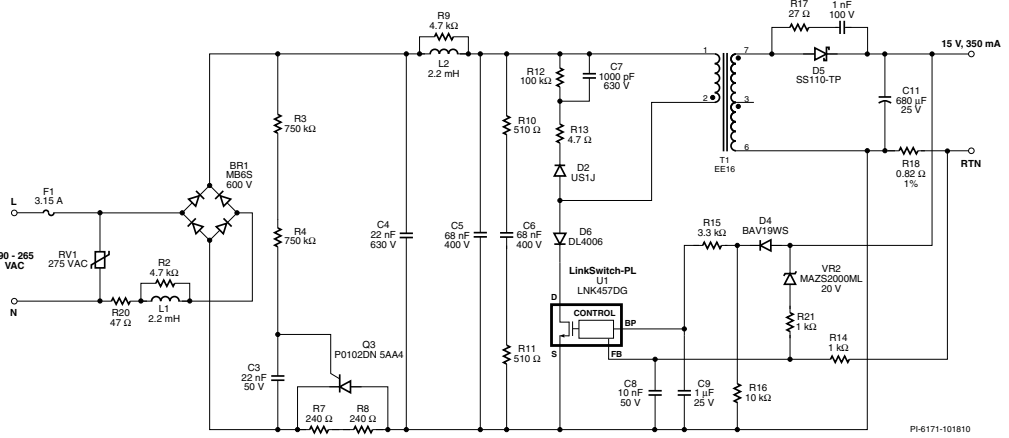 R17
27 Ω
1 nF
100 V
R9
4.7 kΩ
15 V, 350 mA
L2
2.2 mH
D5
SS110-TP
R12
100 kΩ
C7
1000 pF
630 V
1
7
2
3
6
C11
680 µF
25 V
R3
750 kΩ
R10
510 Ω
R13
4.7 Ω
D2
US1J
T1
EE16
R18
0.82 Ω
1%
RTN
BR1
MB6S
600 V
F1
3.15 A
L
R4
750 kΩ
C4
22 nF
630 V
C5
68 nF
400 V
C6
68 nF
400 V
D6
DL4006
R15
3.3 kΩ
D4
BAV19WS
90 - 265
VAC
RV1
275 VAC
R2
4.7 kΩ
LinkSwitch-PL
U1
LNK457DG
VR2
MAZS2000ML
20 V
N
R20
47 Ω
L1
2.2 mH
D
CONTROL
BP
S
FB
R21
1 kΩ
R14
1 kΩ
Q3
P0102DN 5AA4
R11
510 Ω
C3
22 nF
50 V
C8
10 nF
50 V
C9
1 µF
25 V
R16
10 kΩ
R7
240 Ω
R8
240 Ω
PI-6171-101810